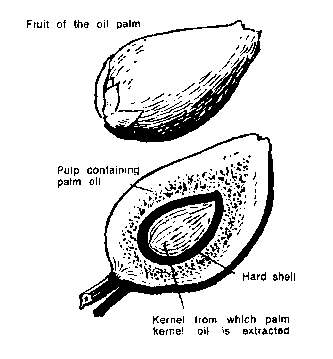 Fruit of the oil palm
Pulp containing
palm oil
Hard shell
Kernel from which palm
kernel oil is extracted